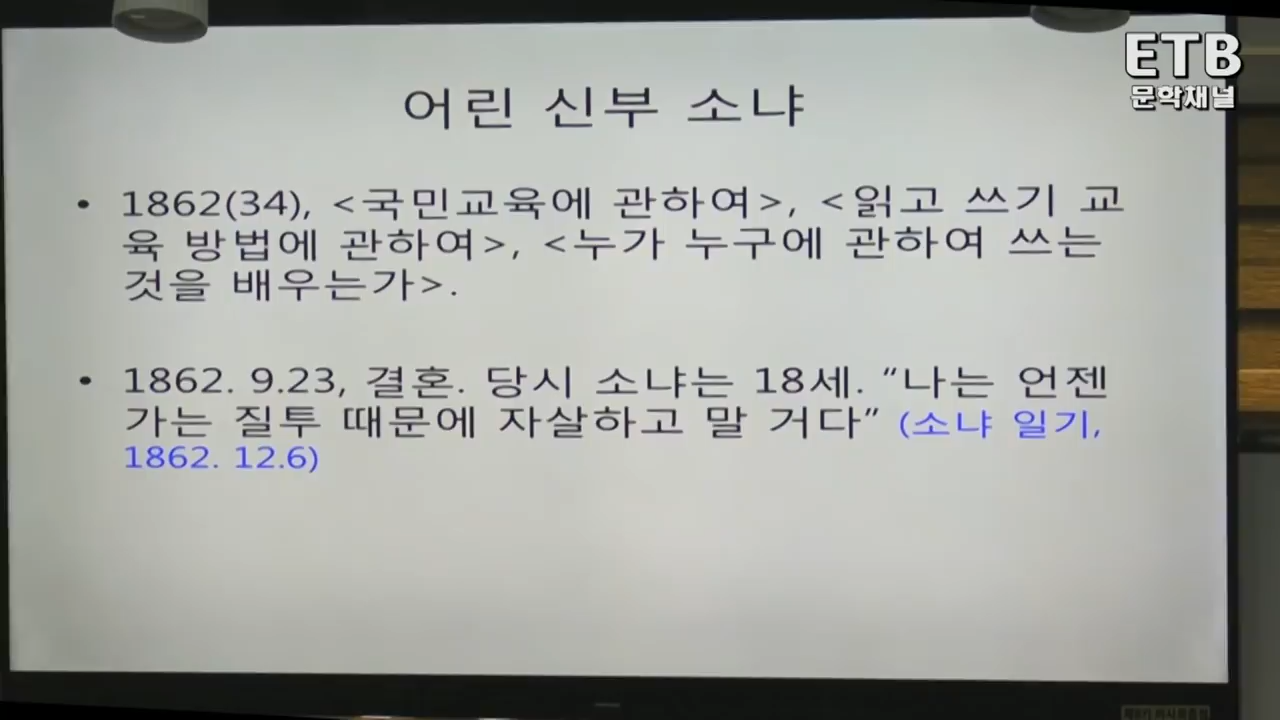 ETB
문학채널
어린 신부 소냐
• 1862(34), <국민교육에 관하여>, <읽고 쓰기 교
육 방법에 관하여>, <누가 누구에 관하여 쓰는
것을 배우는가>.
• 1862. 9.23, 결혼. 당시 소냐는 18세. “나는 언젠
가는 질투 때문에 자살하고 말 거다” (소냐 일기,
1862. 12.6)